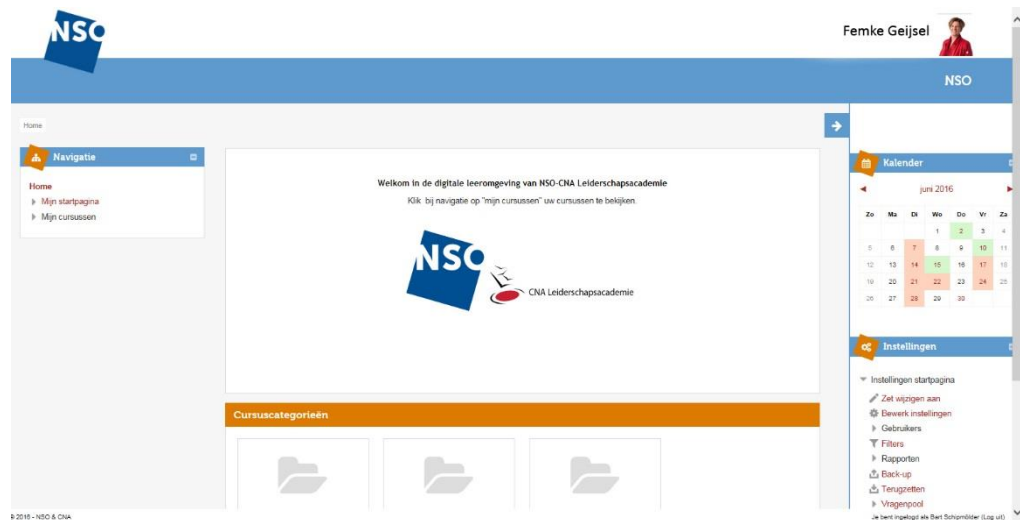 NSO
Femke Geijsel
NSO
Home
Navigatie
Home
Mijn startpagina
Mijn cursussen
Welkom in de digitale leeromgeving van NSO-CNA Leiderschapsacademie
Klik bij navigatie op "mijn cursussen" uw cursussen te bekijken.
NSO
CNA Leiderschapsacademie
Cursuscategorieën
Kalender
juni 2016
Zo Ma Di Wo Do Vr Za
1 2 3 4
5 6 7 8 9 10 11
12 13 14 15 16 17 18
19 20 21 22 23 24 25
26 27 28 29 30
Instellingen
Instellingen startpagina
Zet wijzigen aan
Bewerk instellingen
Gebruikers
Filters
Rapporten
Back-up
Terugzetten
Vragenpool
2016 - NSO & CNA
Je bent ingelogd als Bart Schipmölder (Log uit)